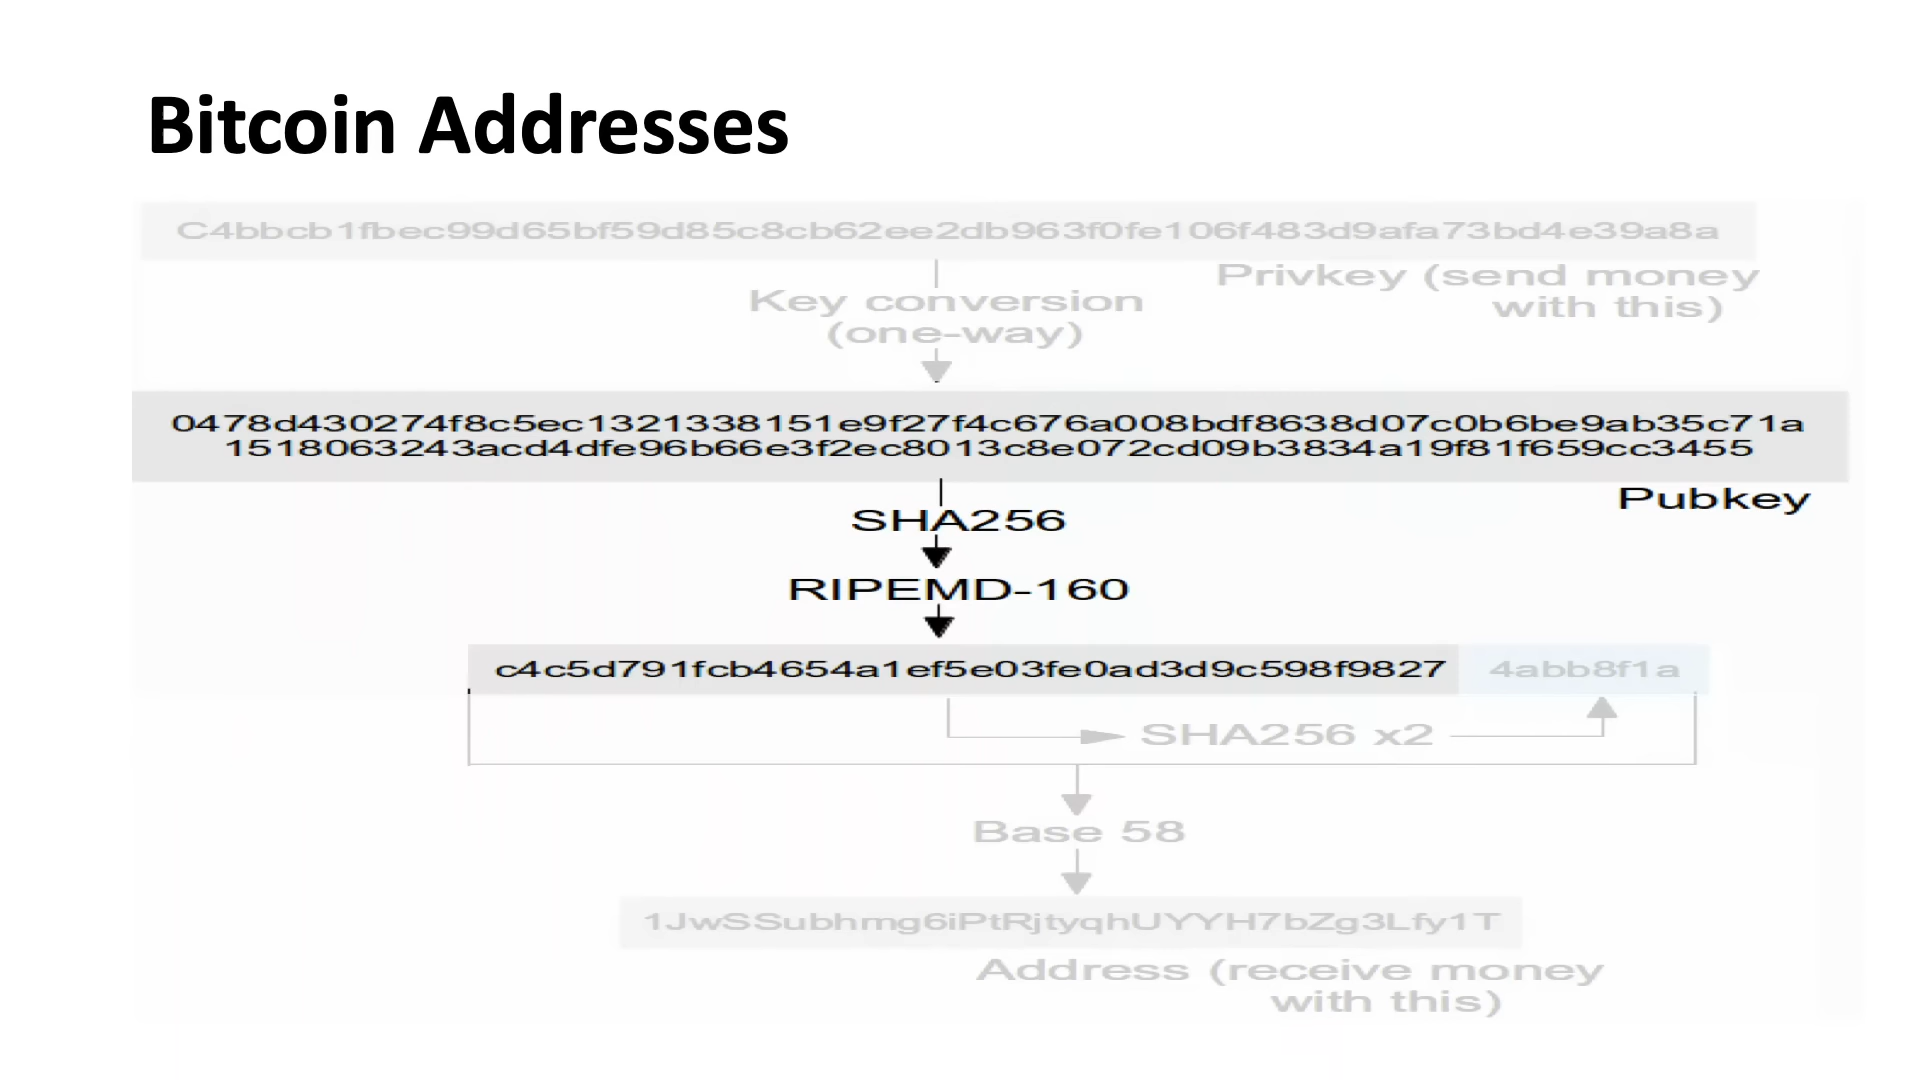 Bitcoin Addresses
C4bbcb1fbec99d65bf59d85c8cb62ee2db963f0fe106f483d9afa73bd4e39a8a
Privkey (send money
with this)
Key conversion
(one-way)
0478d430274f8c5ec1321338151e9f27f4c676a008bdf8638d07c0b6be9ab35c71a
1518063243acd4dfe96b66e3f2ec8013c8e072cd09b3834a19f81f659cc3455
Pubkey
SHA256
RIPEMD-160
c4c5d791fcb4654a1ef5e03fe0ad3d9c598f9827 4abb8f1a
SHA256 x2
Base 58
1JwSSubhmg6iPtRjtyqhUYYH7bZg3Lfy1T
Address (receive money
with this)